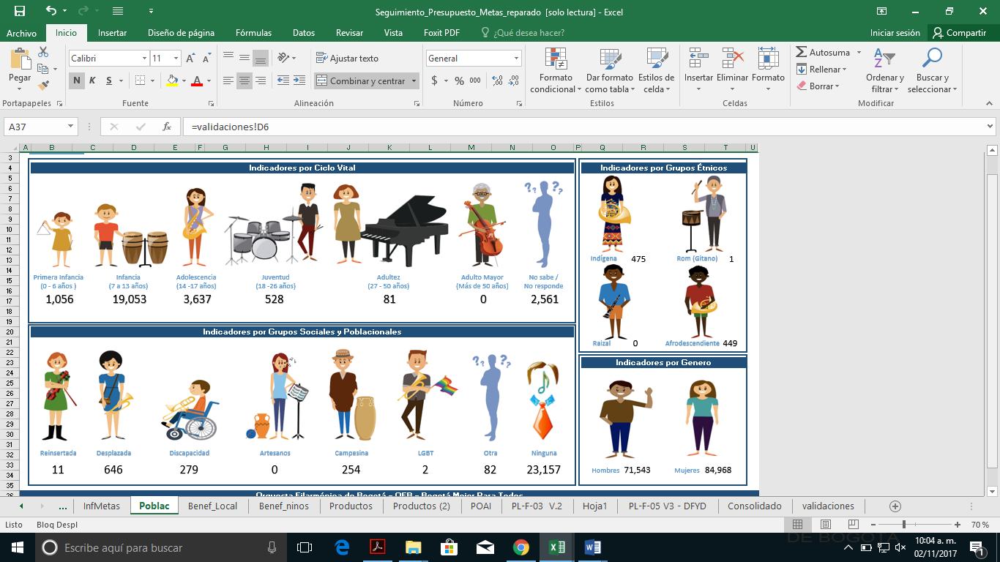 Seguimiento_Presupuesto_Metas_reparado [solo lectura] - Excel
Archivo Inicio Insertar Diseño de página Fórmulas Datos Revisar Vista Foxit PDF ¿Qué desea hacer? Iniciar sesión Compartir
Pegar
Portapapeles
Calibri 11
N K S
Fuente
Ajustar texto
Combinar y centrar
Alineación
General
$ % 000
Número
Formato condicional
Dar formato como tabla
Estilos de celda
Estilos
Insertar Eliminar Formato
Celdas
Autosuma
Rellenar
Borrar
Ordenar y filtrar
Buscar y seleccionar
Modificar
A37 fx =validaciones!D6
A B C D E F G H I J K L M N O P Q R S T U
3
4
5
6
7
8
9
10
11
12
13
14
15
16
17
18
19
20
21
22
23
24
25
26
27
28
29
30
31
32
33
34
35
Indicadores por Ciclo Vital
Primera Infancia
(0 - 6 años )
1,056
Infancia
(7 a 13 años)
19,053
Adolescencia
(14 -17 años)
3,637
Juventud
(18 -26 años)
528
Adultez
(27 - 50 años)
81
Adulto Mayor
(Más de 50 años)
0
No sabe /
No responde
2,561
Indicadores por Grupos Étnicos
Indígena 475
Rom (Gitano) 1
Raizal 0
Afrodescendiente 449
Indicadores por Grupos Sociales y Poblacionales
Reinsertada
11
Desplazada
646
Discapacidad
279
Artesanos
0
Campesina
254
LGBT
2
Otra
82
Ninguna
23,157
Indicadores por Genero
Hombres 71,543
Mujeres 84,968
Orquesta Filarmónica de Bogotá - OFB - Bogotá Mejor Para Todos
... InfMetas Poblac Benef_Local Benef_ninos Productos Productos (2) POAI PL-F-03 V.2 Hoja1 PL-F-05 V3 - DFYD Consolidado validaciones
Listo Bloq Despl 70 %
DE BOGOTÁ
Escribe aquí para buscar
10:04 a. m.
02/11/2017
1